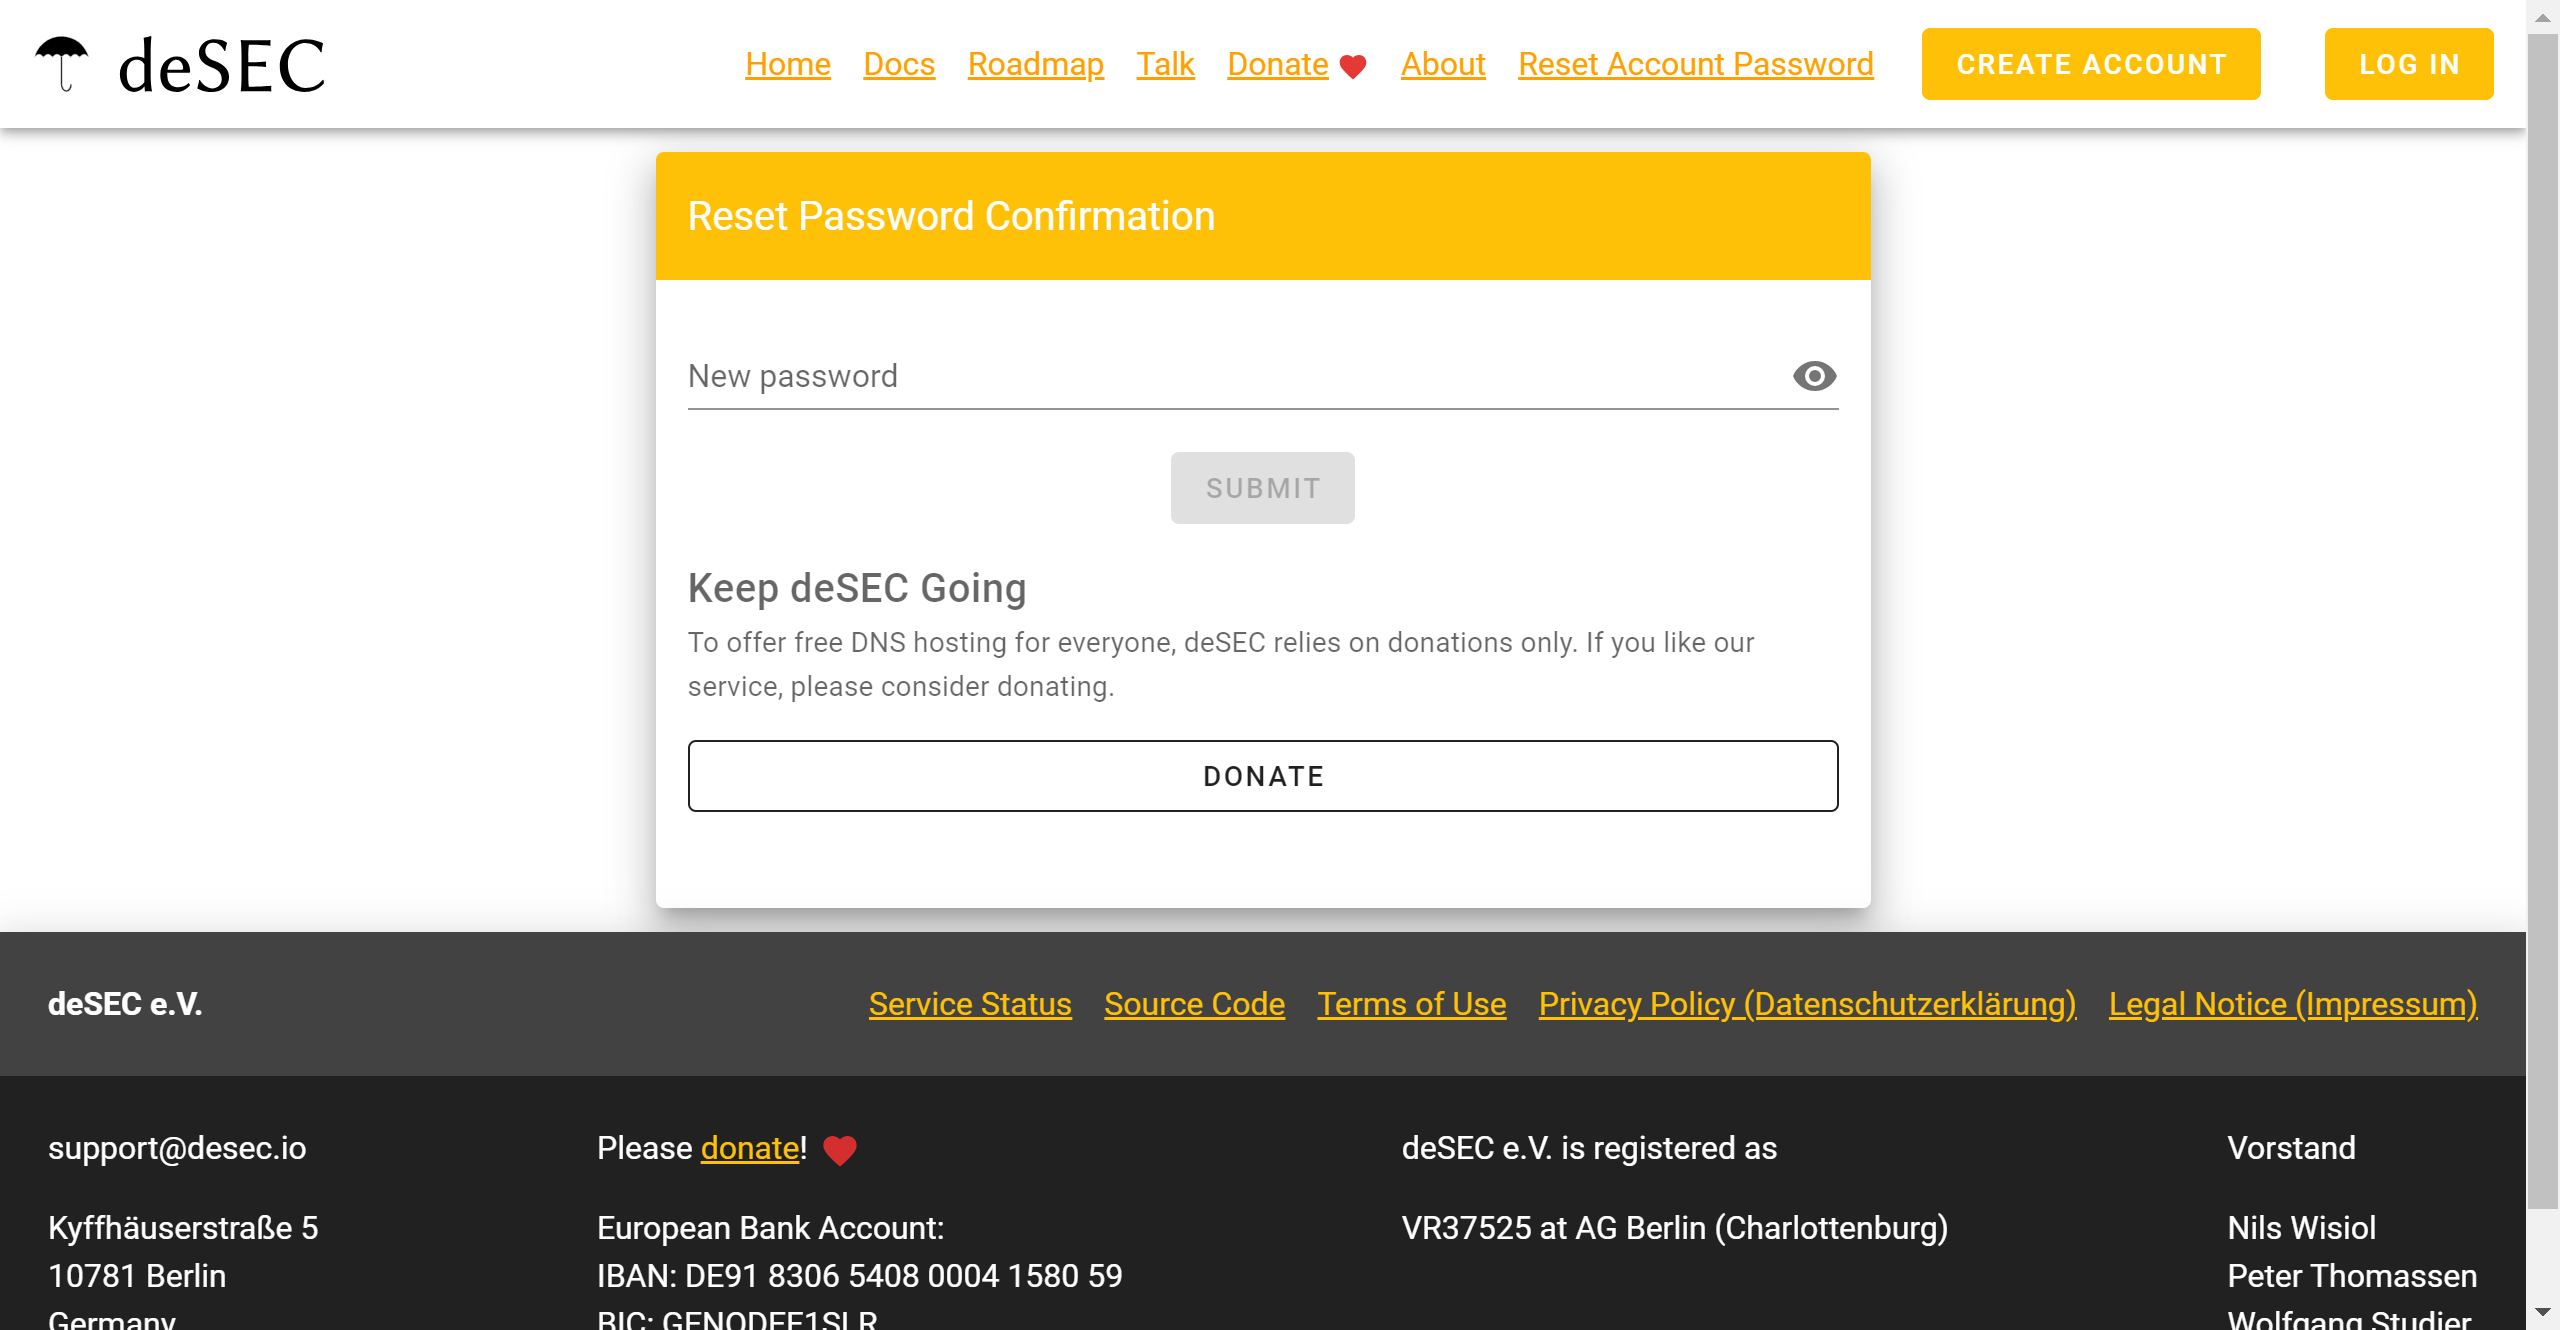 deSEC
Home Docs Roadmap Talk Donate About Reset Account Password CREATE ACCOUNT LOG IN
Reset Password Confirmation
New password
SUBMIT
Keep deSEC Going
To offer free DNS hosting for everyone, deSEC relies on donations only. If you like our
service, please consider donating.
DONATE
deSEC e.V.
Service Status Source Code Terms of Use Privacy Policy (Datenschutzerklärung) Legal Notice (Impressum)
support@desec.io
Kyffhäuserstraße 5
10781 Berlin
Germany
Please donate!
European Bank Account:
IBAN: DE91 8306 5408 0004 1580 59
BIC: GENODEF1SLR
deSEC e.V. is registered as
VR37525 at AG Berlin (Charlottenburg)
Vorstand
Nils Wisiol
Peter Thomassen
Wolfgang Studier